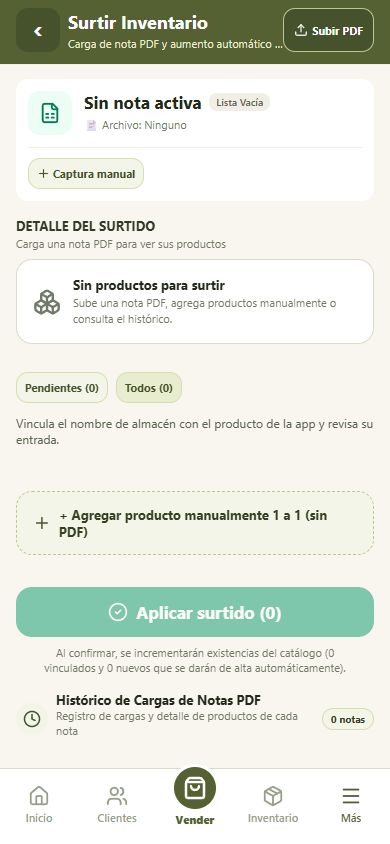 Surtir Inventario
Carga de nota PDF y aumento automático ...
Subir PDF
Sin nota activa
Lista Vacía
Archivo: Ninguno
+ Captura manual
DETALLE DEL SURTIDO
Carga una nota PDF para ver sus productos
Sin productos para surtir
Sube una nota PDF, agrega productos manualmente o
consulta el histórico.
Pendientes (0)
Todos (0)
Vincula el nombre de almacén con el producto de la app y revisa su
entrada.
+ Agregar producto manualmente 1 a 1 (sin
PDF)
Aplicar surtido (0)
Al confirmar, se incrementarán existencias del catálogo (0
vinculados y 0 nuevos que se darán de alta automáticamente).
Histórico de Cargas de Notas PDF
Registro de cargas y detalle de productos de cada
nota
0 notas
Inicio
Clientes
Vender
Inventario
Más